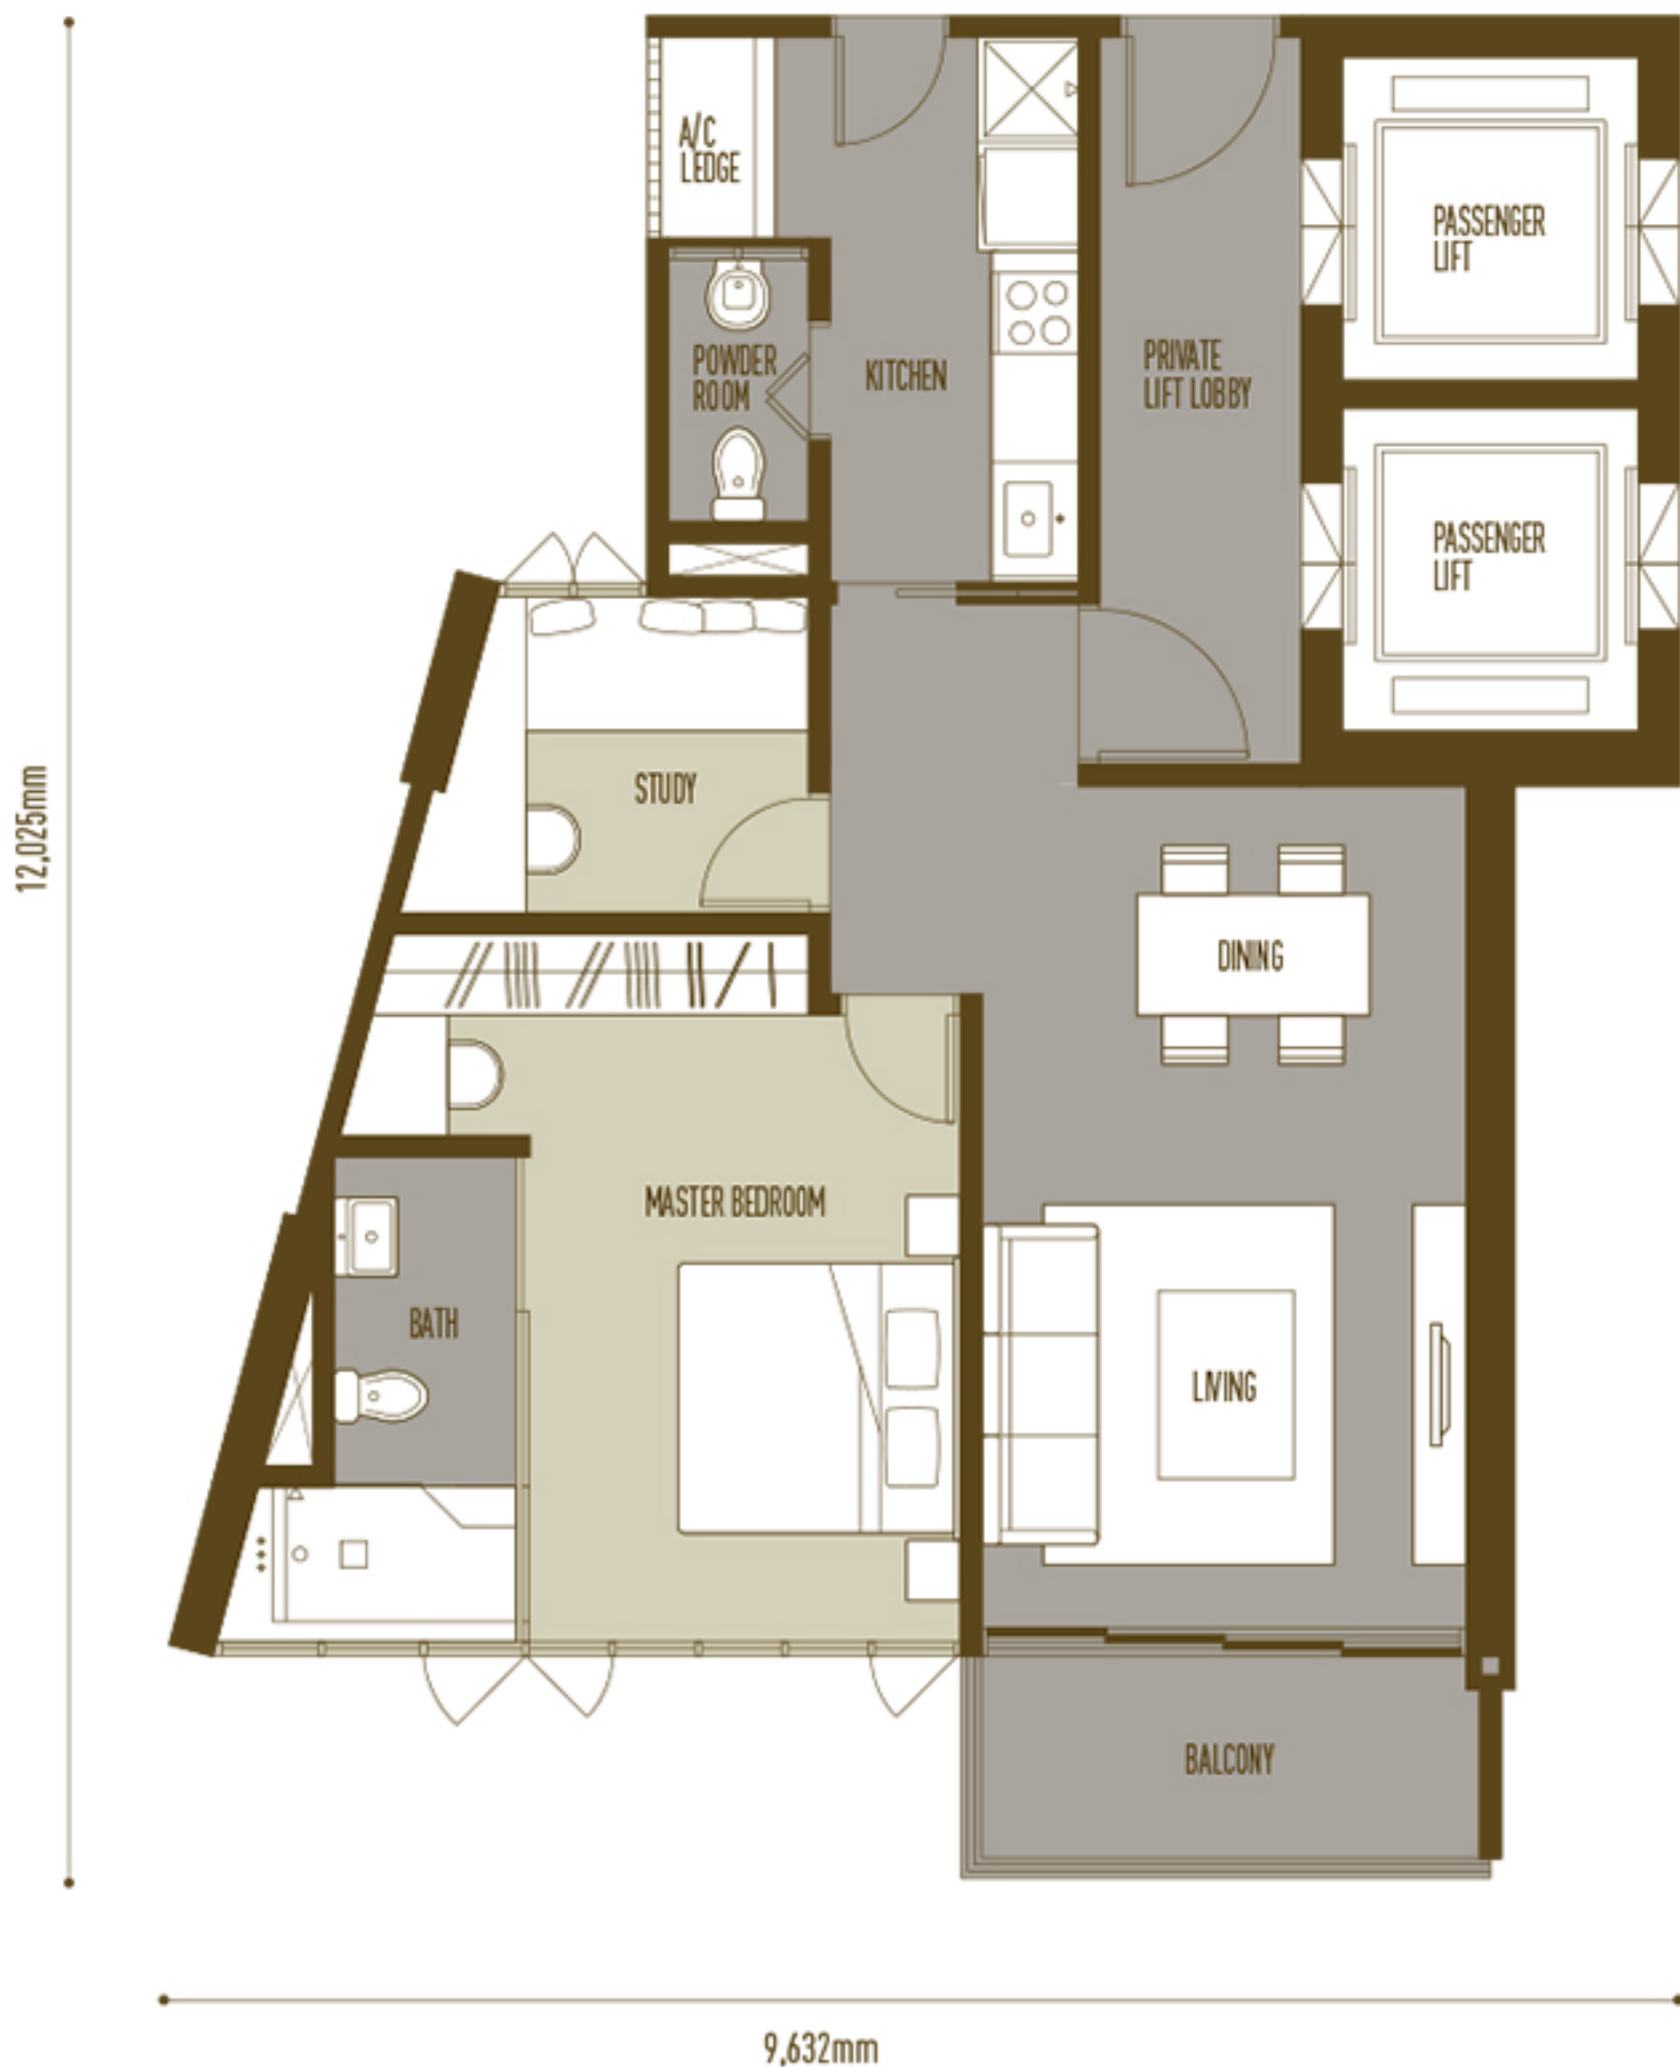 A/C
LEDGE
PASSENGER
LIFT
POWDER
ROOM
KITCHEN
PRIVATE
LIFT LOBBY
PASSENGER
LIFT
STUDY
12,025mm
DINING
MASTER BEDROOM
BATH
LIVING
BALCONY
9,632mm